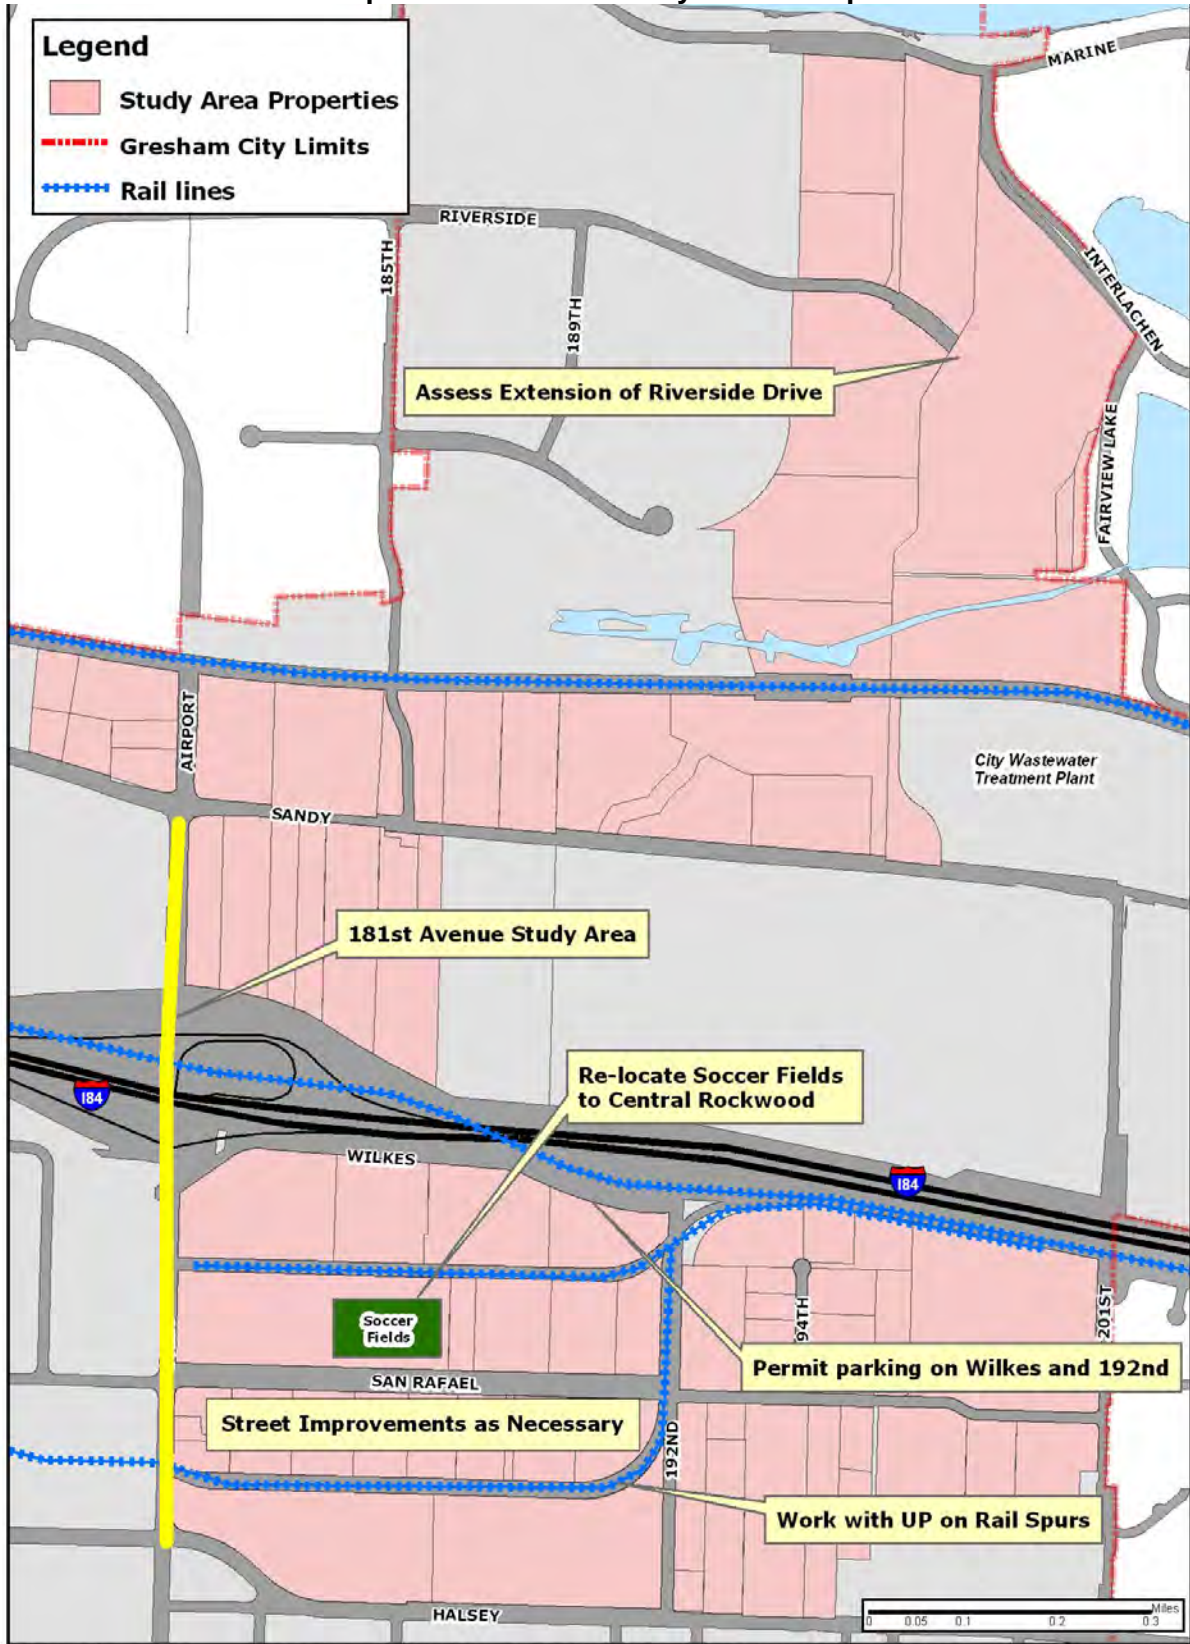 Legend
Study Area Properties
Gresham City Limits
Rail lines
MARINE
RIVERSIDE
185TH
189TH
INTERLACHEN
Assess Extension of Riverside Drive
FAIRVIEW LAKE
AIRPORT
City Wastewater
Treatment Plant
SANDY
181st Avenue Study Area
Re-locate Soccer Fields
to Central Rockwood
I84
WILKES
I84
94TH
201ST
Soccer
Fields
Permit parking on Wilkes and 192nd
SAN RAFAEL
Street Improvements as Necessary
192ND
Work with UP on Rail Spurs
HALSEY
Miles
0 0.05 0.1 0.2 0.3